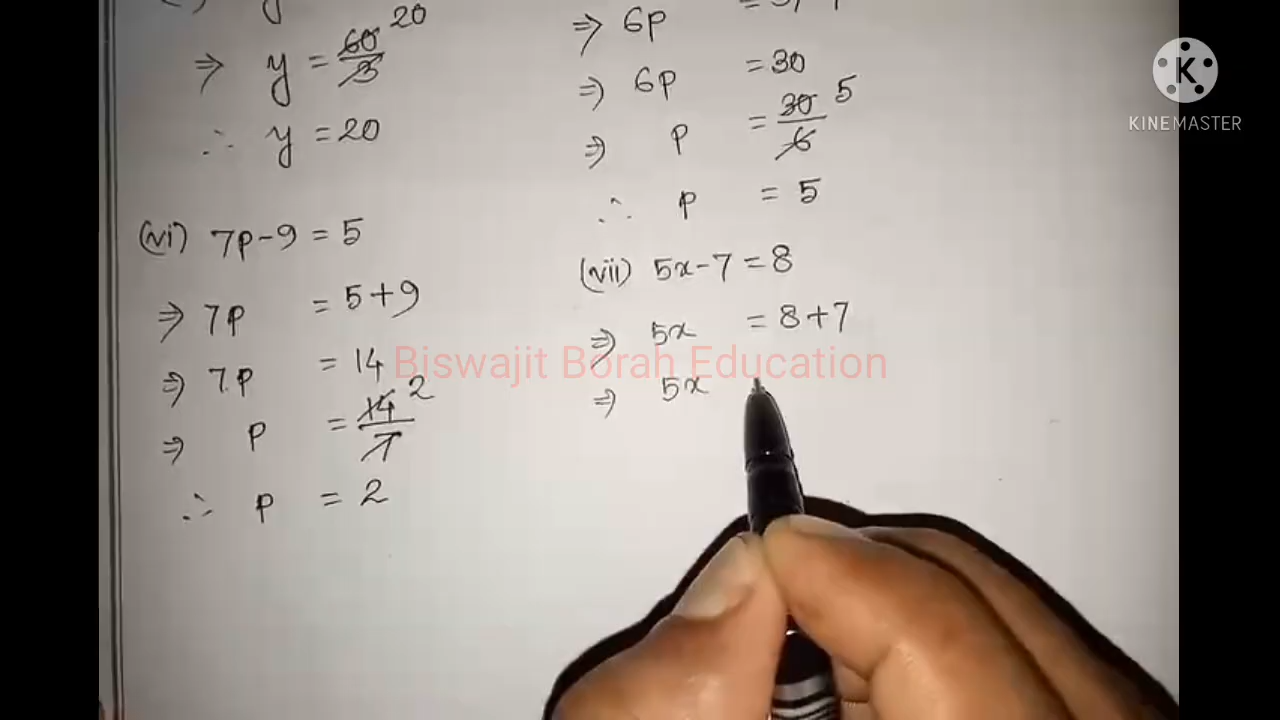 ⇒ y = 60/3 20
∴ y = 20
(vi) 7p-9 = 5
⇒ 7p = 5+9
⇒ 7p = 14
⇒ p = 14/7 2
∴ p = 2
⇒ 6p
⇒ 6p = 30
⇒ p = 30/6 5
∴ p = 5
(vii) 5x-7 = 8
⇒ 5x = 8+7
⇒ 5x
Biswajit Borah Education
K
KINEMASTER